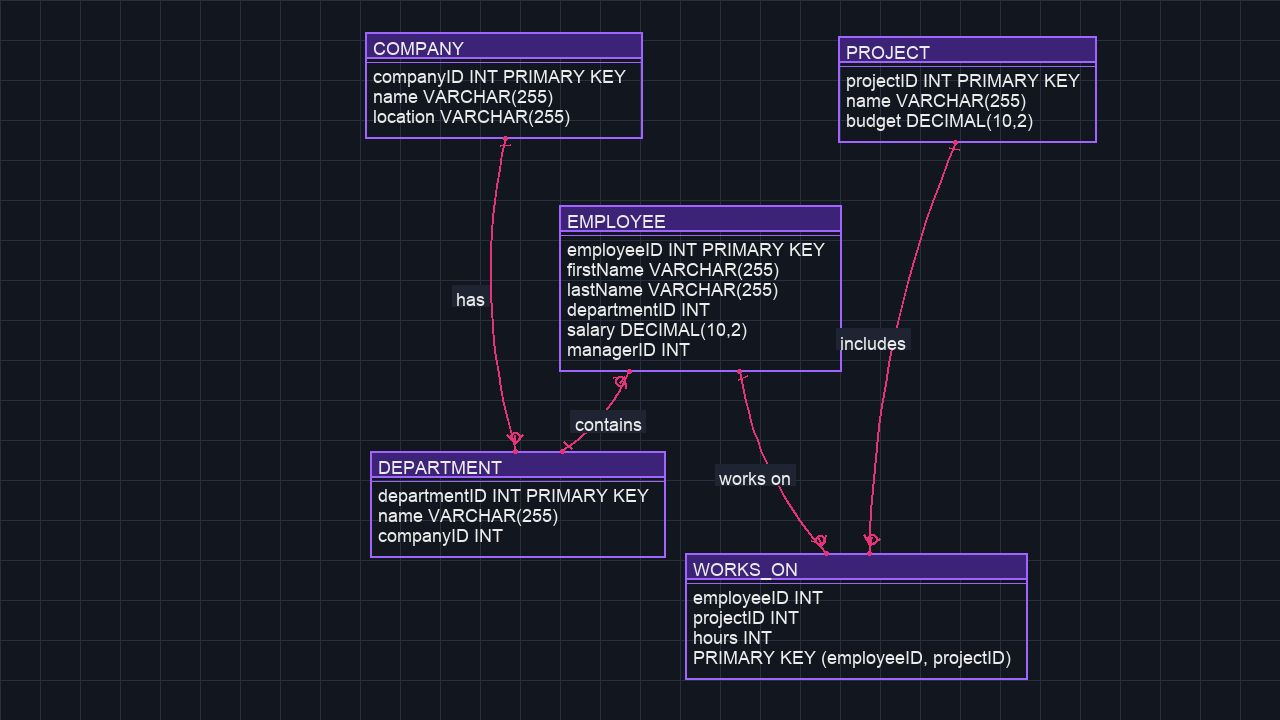 COMPANY
companyID INT PRIMARY KEY
name VARCHAR(255)
location VARCHAR(255)
PROJECT
projectID INT PRIMARY KEY
name VARCHAR(255)
budget DECIMAL(10,2)
EMPLOYEE
employeeID INT PRIMARY KEY
firstName VARCHAR(255)
lastName VARCHAR(255)
departmentID INT
salary DECIMAL(10,2)
managerID INT
has
includes
contains
works on
DEPARTMENT
departmentID INT PRIMARY KEY
name VARCHAR(255)
companyID INT
WORKS_ON
employeeID INT
projectID INT
hours INT
PRIMARY KEY (employeeID, projectID)